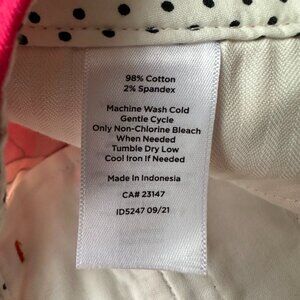 98% Cotton
2% Spandex
Machine Wash Cold
Gentle Cycle
Only Non-Chlorine Bleach
When Needed
Tumble Dry Low
Cool Iron If Needed
Made in Indonesia
CA# 23147
ID5247 09/21